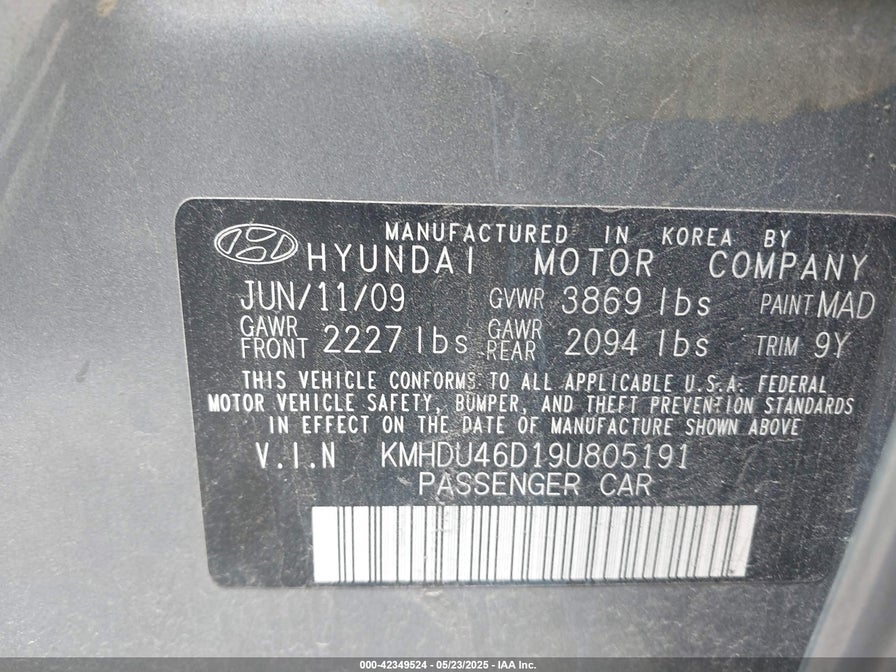 MANUFACTURED IN KOREA BY
HYUNDAI MOTOR COMPANY
JUN/11/09 GVWR 3869 lbs PAINT MAD
GAWR FRONT 2227 lbs GAWR REAR 2094 lbs TRIM 9Y
THIS VEHICLE CONFORMS TO ALL APPLICABLE U.S.A. FEDERAL
MOTOR VEHICLE SAFETY, BUMPER, AND THEFT PREVENTION STANDARDS
IN EFFECT ON THE DATE OF MANUFACTURE SHOWN ABOVE
V.I.N KMHDU46D19U805191
PASSENGER CAR
000-42349524 - 05/23/2025 - IAA Inc.